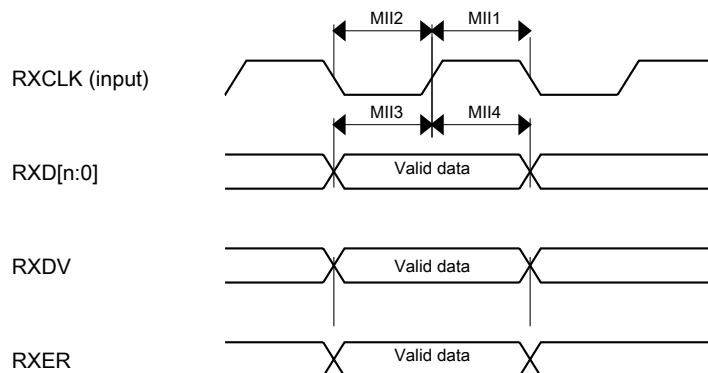 MII2 MII1
RXCLK (input)
MII3 MII4
RXD[n:0] Valid data
RXDV Valid data
RXER Valid data